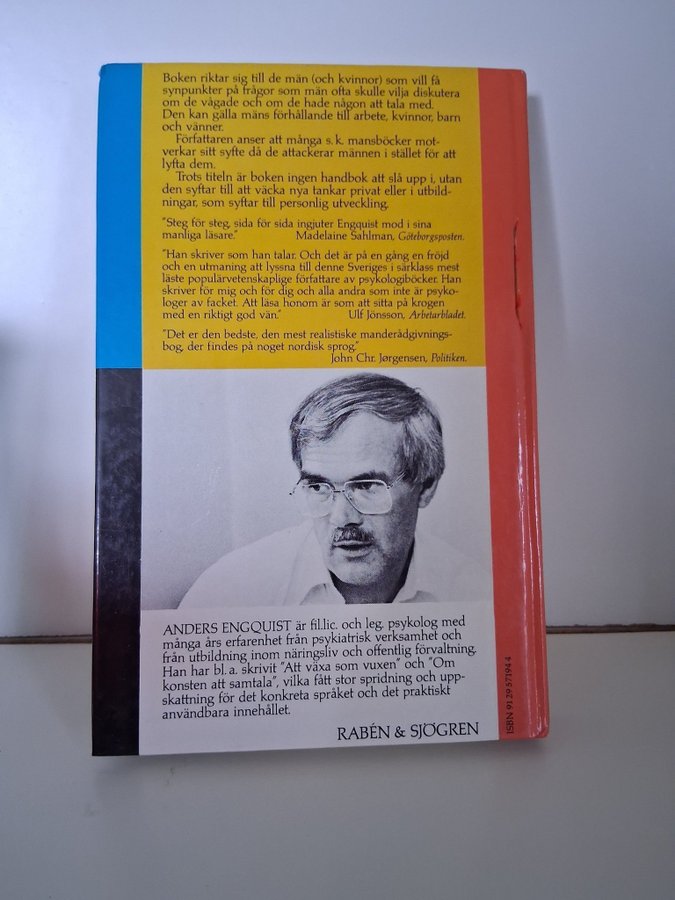 Boken riktar sig till de män (och kvinnor) som vill få
synpunkter på frågor som män ofta skulle vilja diskutera
om de vågade och om de hade någon att tala med.
Den kan gälla mäns förhållande till arbete, kvinnor, barn
och vänner.
Författaren anser att många s.k. mansböcker mot-
verkar sitt syfte då de attackerar männen i stället för att
lyfta dem.
Trots titeln är boken ingen handbok att slå upp i, utan
den syftar till att väcka nya tankar privat eller i utbild-
ningar, som syftar till personlig utveckling.
"Steg för steg, sida för sida ingjuter Engquist mod i sina
manliga läsare." Madelaine Sahlman, Göteborgsposten.
"Han skriver som han talar. Och det är på en gång en fröjd
och en utmaning att lyssna till denne Sveriges i särklass mest
läste populärvetenskaplige författare av psykologiböcker. Han
skriver för mig och för dig och alla andra som inte är psyko-
loger av facket. Att läsa honom är som att sitta på krogen
med en riktigt god vän." Ulf Jönsson, Arbetarbladet.
"Det er den bedste, den mest realistiske manderådgivnings-
bog, der findes på noget nordisk sprog."
John Chr. Jørgensen, Politiken.
ANDERS ENGQUIST är fil.lic. och leg. psykolog med
många års erfarenhet från psykiatrisk verksamhet och
från utbildning inom näringsliv och offentlig förvaltning.
Han har bl.a. skrivit "Att växa som vuxen" och "Om
konsten att samtala", vilka fått stor spridning och upp-
skattning för det konkreta språket och det praktiskt
användbara innehållet.
RABÉN & SJÖGREN
ISBN 91 29 57194 4